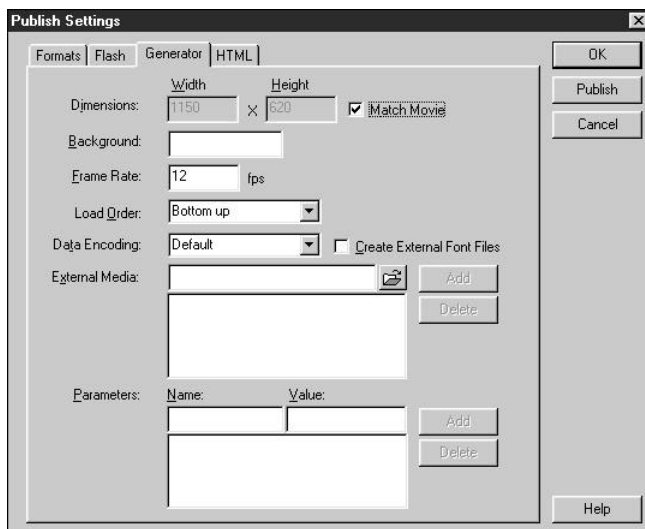 Publish Settings
Formats Flash Generator HTML
OK
Publish
Cancel
Width Height
Dimensions: 1150 X 620 Match Movie
Background:
Frame Rate: 12 fps
Load Order: Bottom up
Data Encoding: Default Create External Font Files
External Media: Add
Delete
Parameters: Name: Value:
Add
Delete
Help